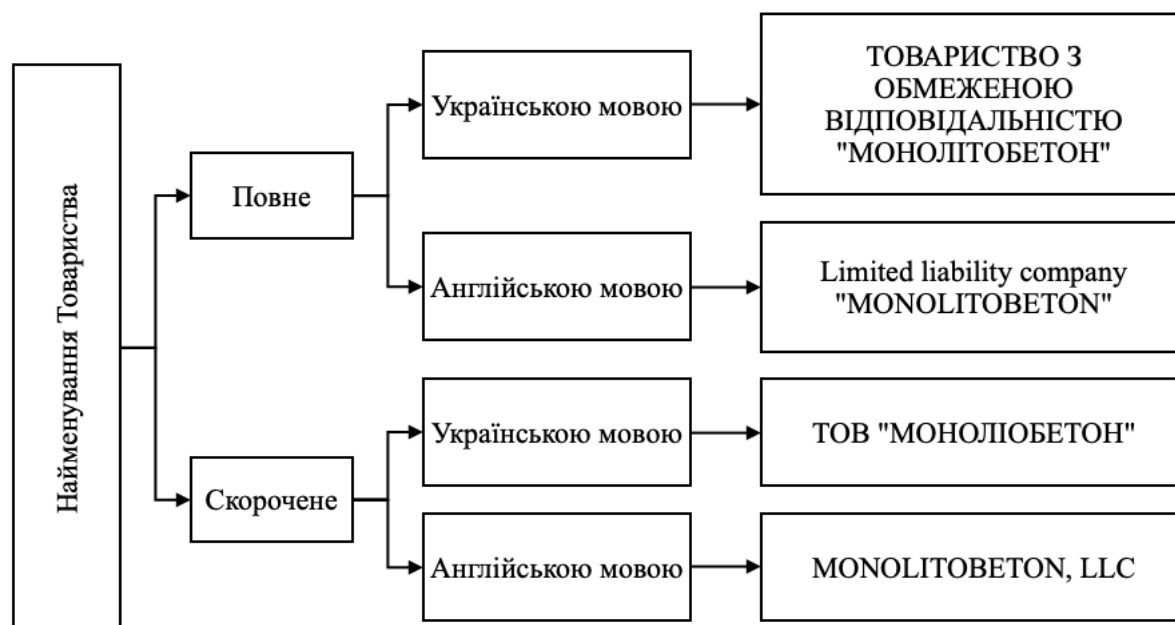 Найменування Товариства
Повне
Українською мовою
ТОВАРИСТВО З
ОБМЕЖЕНОЮ
ВІДПОВІДАЛЬНІСТЮ
"МОНОЛІТОБЕТОН"
Англійською мовою
Limited liability company
"MONOLITOBETON"
Скорочене
Українською мовою
ТОВ "МОНОЛІОБЕТОН"
Англійською мовою
MONOLITOBETON, LLC